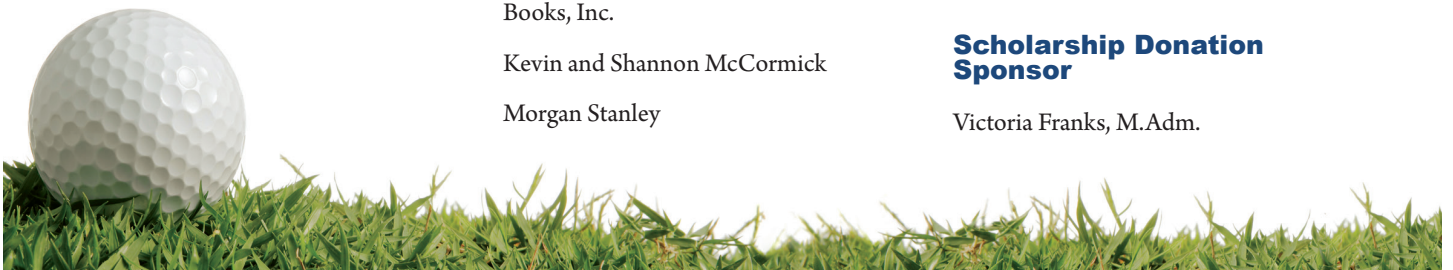 Books, Inc.
Kevin and Shannon McCormick
Morgan Stanley
Scholarship Donation
Sponsor
Victoria Franks, M.Adm.